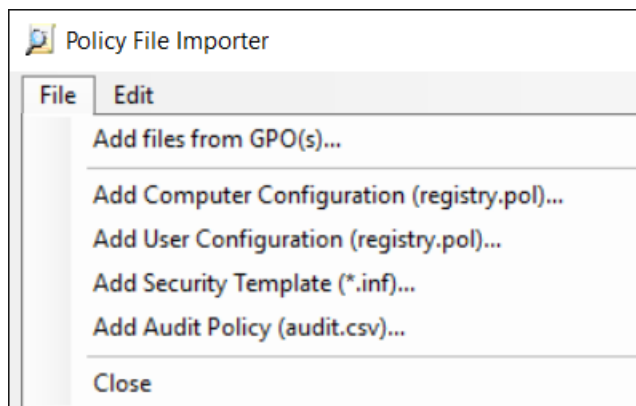 Policy File Importer
File Edit
Add files from GPO(s)...
Add Computer Configuration (registry.pol)...
Add User Configuration (registry.pol)...
Add Security Template (*.inf)...
Add Audit Policy (audit.csv)...
Close